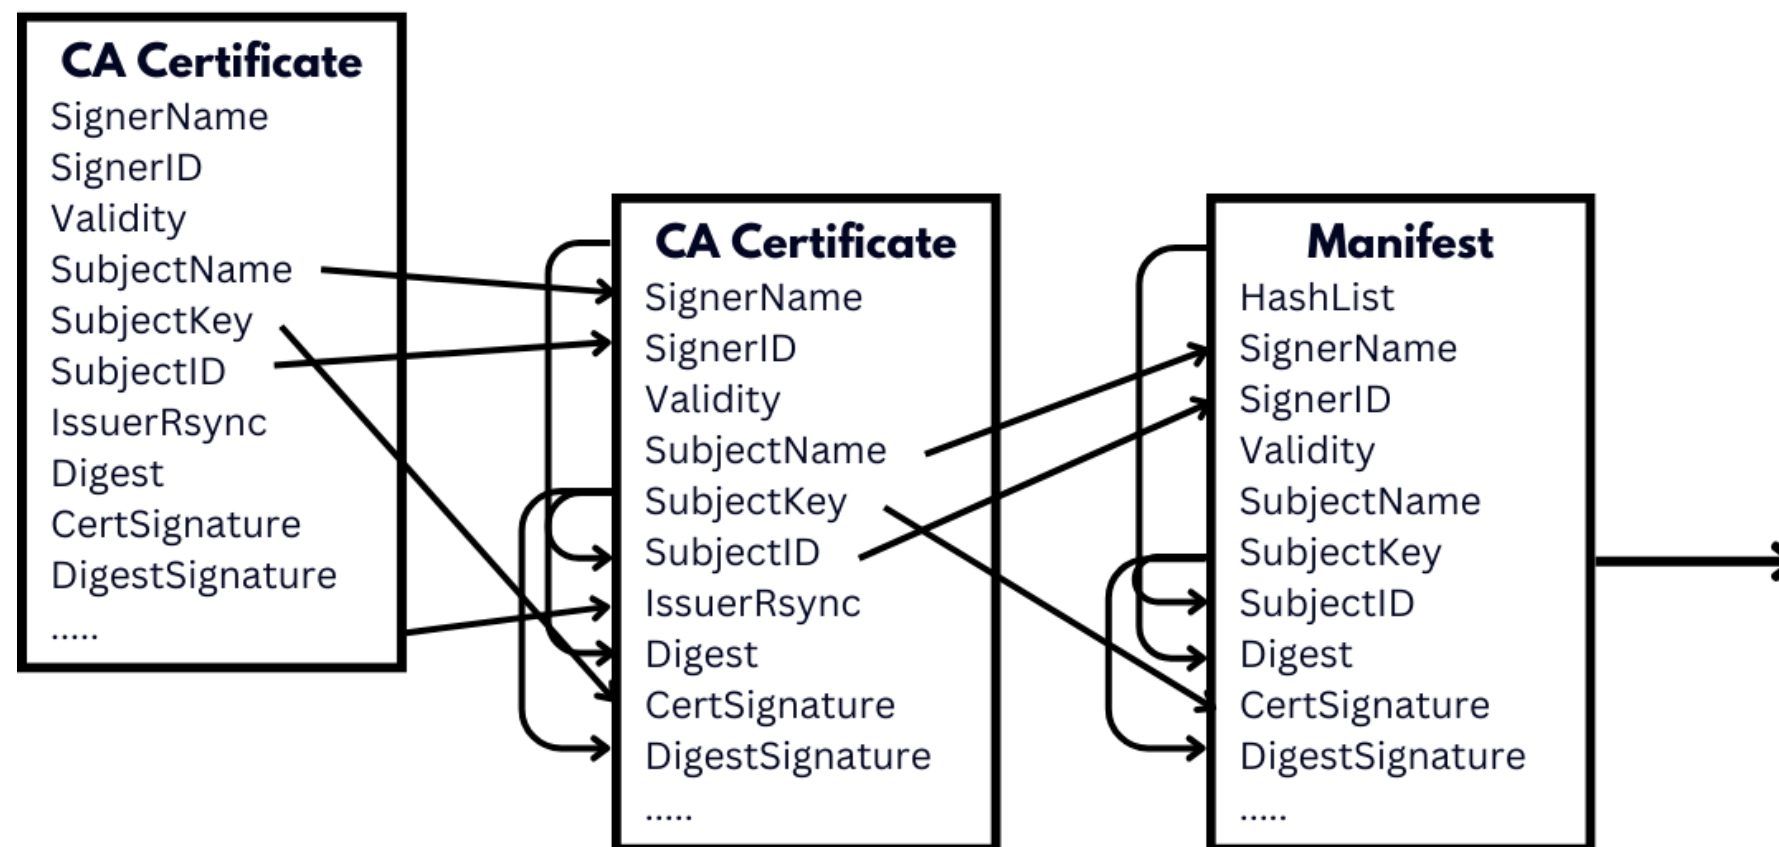 CA Certificate
SignerName
SignerID
Validity
SubjectName
SubjectKey
SubjectID
IssuerRsync
Digest
CertSignature
DigestSignature
.....
CA Certificate
SignerName
SignerID
Validity
SubjectName
SubjectKey
SubjectID
IssuerRsync
Digest
CertSignature
DigestSignature
.....
Manifest
HashList
SignerName
SignerID
Validity
SubjectName
SubjectKey
SubjectID
Digest
CertSignature
DigestSignature
.....